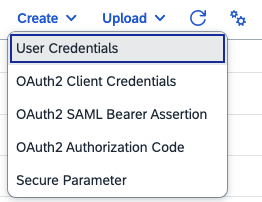 Create Upload
User Credentials
OAuth2 Client Credentials
OAuth2 SAML Bearer Assertion
OAuth2 Authorization Code
Secure Parameter